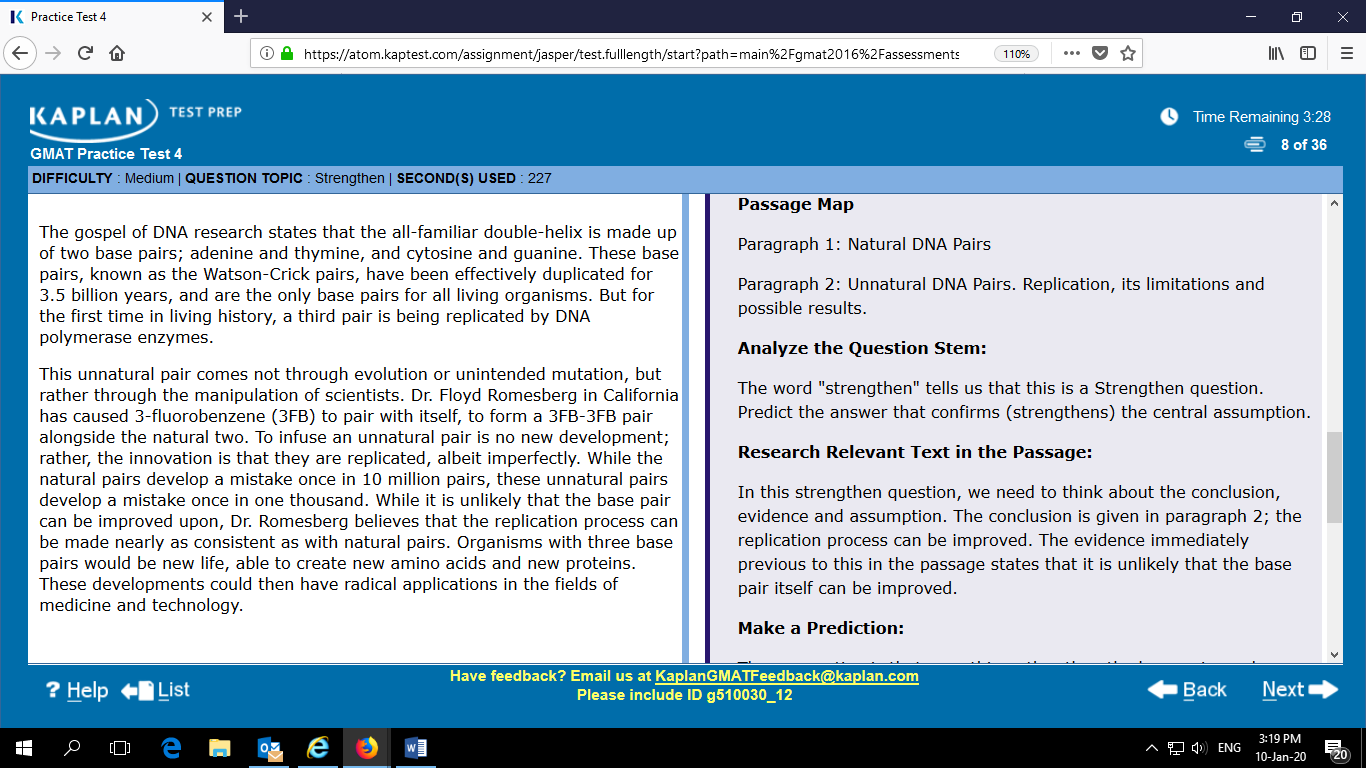 Practice Test 4
https://atom.kaptest.com/assignment/jasper/test.fulllength/start?path=main%2Fgmat2016%2Fassessments
110%
KAPLAN TEST PREP
GMAT Practice Test 4
Time Remaining 3:28
8 of 36
DIFFICULTY : Medium | QUESTION TOPIC : Strengthen | SECOND(S) USED : 227
The gospel of DNA research states that the all-familiar double-helix is made up
of two base pairs; adenine and thymine, and cytosine and guanine. These base
pairs, known as the Watson-Crick pairs, have been effectively duplicated for
3.5 billion years, and are the only base pairs for all living organisms. But for
the first time in living history, a third pair is being replicated by DNA
polymerase enzymes.
This unnatural pair comes not through evolution or unintended mutation, but
rather through the manipulation of scientists. Dr. Floyd Romesberg in California
has caused 3-fluorobenzene (3FB) to pair with itself, to form a 3FB-3FB pair
alongside the natural two. To infuse an unnatural pair is no new development;
rather, the innovation is that they are replicated, albeit imperfectly. While the
natural pairs develop a mistake once in 10 million pairs, these unnatural pairs
develop a mistake once in one thousand. While it is unlikely that the base pair
can be improved upon, Dr. Romesberg believes that the replication process can
be made nearly as consistent as with natural pairs. Organisms with three base
pairs would be new life, able to create new amino acids and new proteins.
These developments could then have radical applications in the fields of
medicine and technology.
Passage Map
Paragraph 1: Natural DNA Pairs
Paragraph 2: Unnatural DNA Pairs. Replication, its limitations and
possible results.
Analyze the Question Stem:
The word "strengthen" tells us that this is a Strengthen question.
Predict the answer that confirms (strengthens) the central assumption.
Research Relevant Text in the Passage:
In this strengthen question, we need to think about the conclusion,
evidence and assumption. The conclusion is given in paragraph 2; the
replication process can be improved. The evidence immediately
previous to this in the passage states that it is unlikely that the base
pair itself can be improved.
Make a Prediction:
? Help
List
Have feedback? Email us at KaplanGMATFeedback@kaplan.com
Please include ID g510030_12
Back
Next
ENG
3:19 PM
10-Jan-20
20